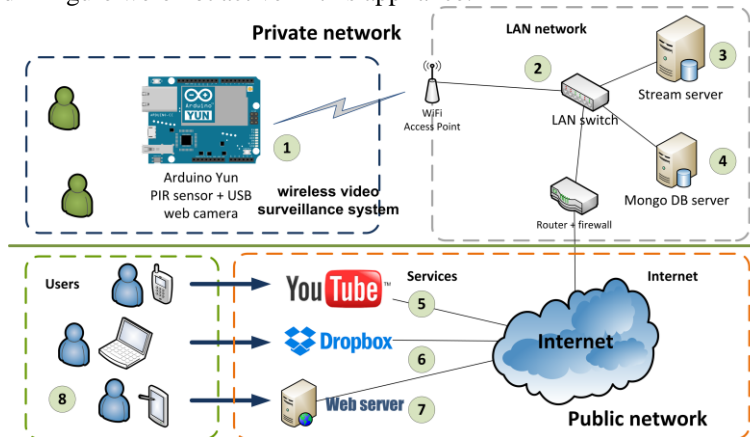 Private network
LAN network
1
2
3
4
Stream server
LAN switch
WiFi
Access Point
Arduino
YUN
Arduino Yun
PIR sensor + USB
web camera
wireless video
surveillance system
Mongo DB server
Router + firewall
Users
YouTube
Services
Internet
5
Dropbox
6
Internet
8
Web server
7
Public network